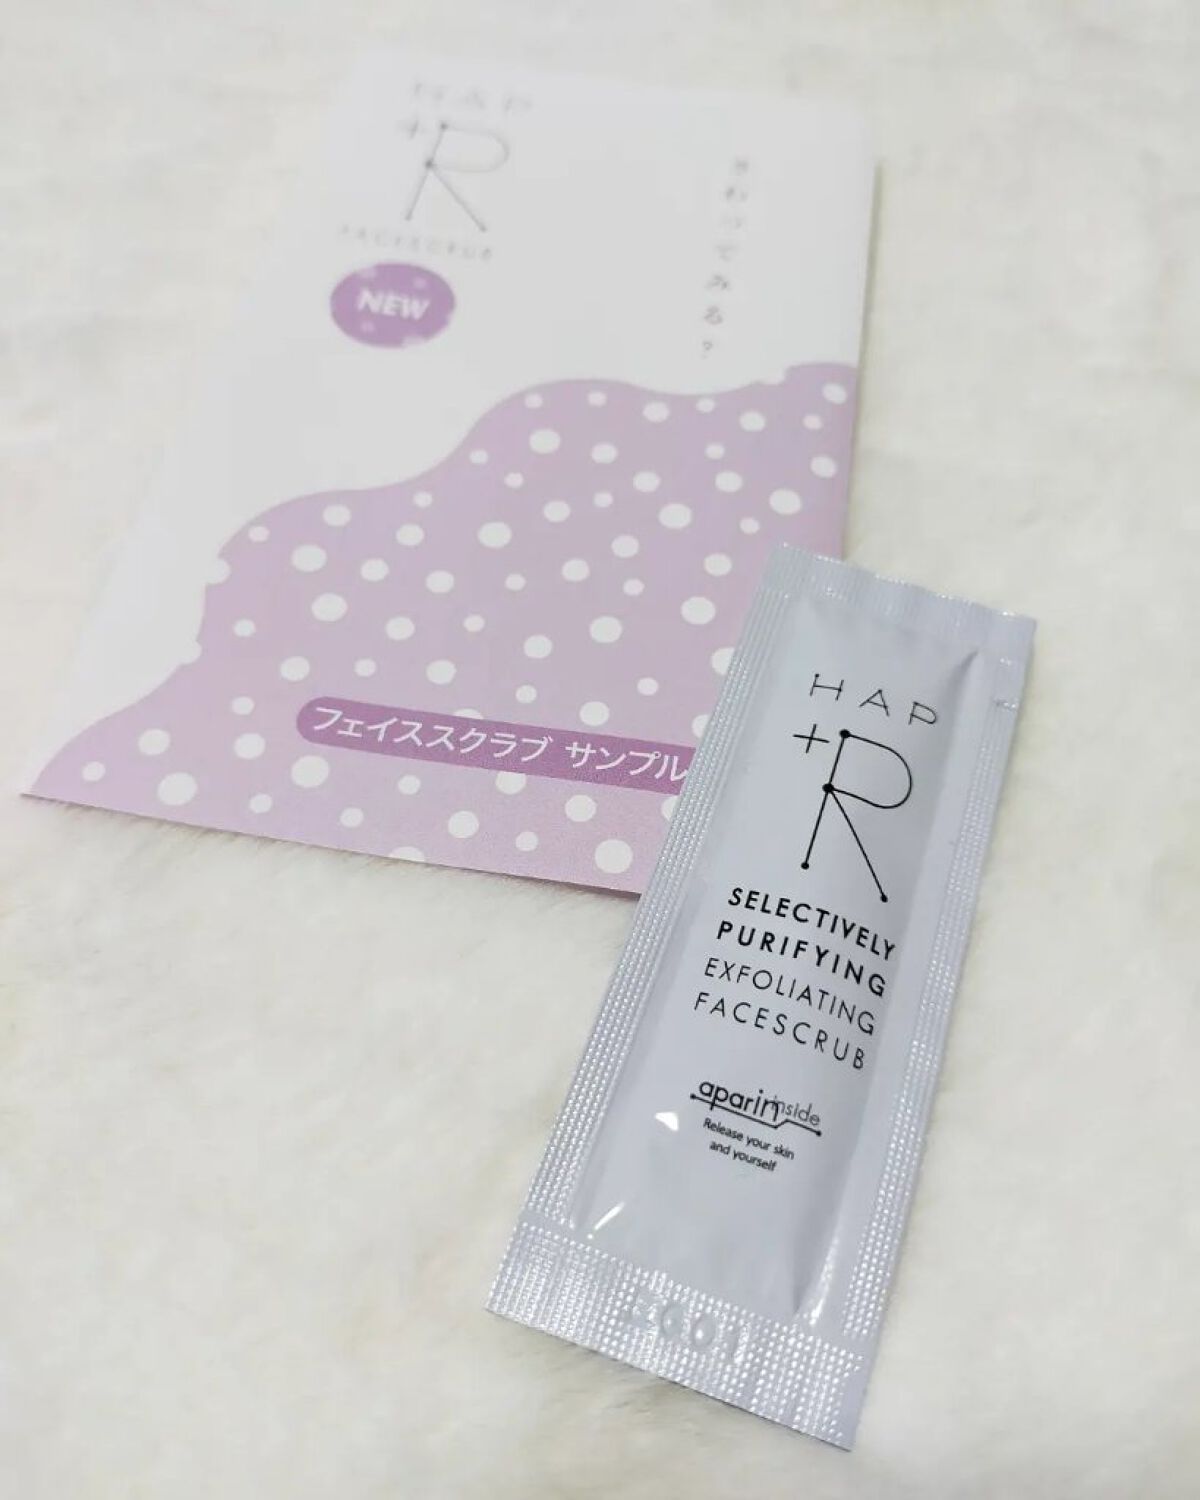 HAP
+R
FACESCRUB
NEW
さわってみる?
フェイススクラブ サンプル
HAP
+R
SELECTIVELY
PURIFYING
EXFOLIATING
FACESCRUB
aparin inside
Release your skin
and yourself